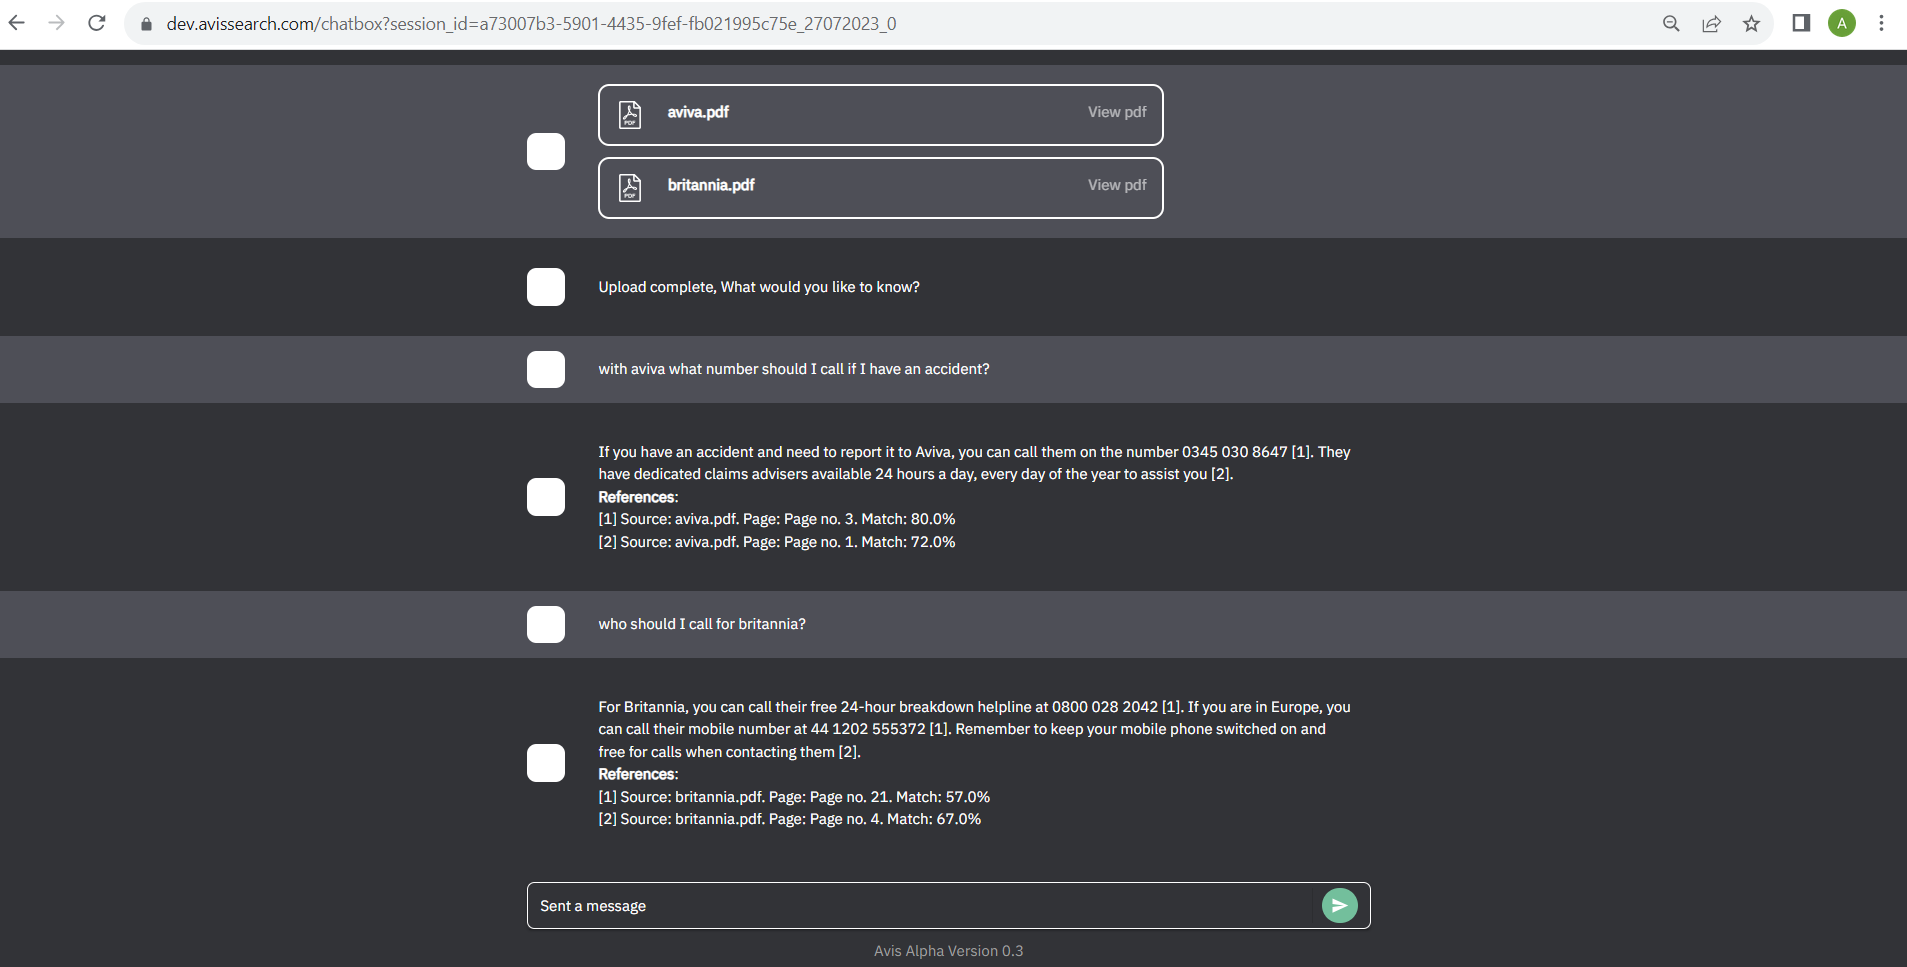 dev.avissearch.com/chatbox?session_id=a73007b3-5901-4435-9fef-fb021995c75e_27072023_0
A
PDF
aviva.pdf
View pdf
PDF
britannia.pdf
View pdf
Upload complete, What would you like to know?
with aviva what number should I call if I have an accident?
If you have an accident and need to report it to Aviva, you can call them on the number 0345 030 8647 [1]. They
have dedicated claims advisers available 24 hours a day, every day of the year to assist you [2].
References:
[1] Source: aviva.pdf. Page: Page no. 3. Match: 80.0%
[2] Source: aviva.pdf. Page: Page no. 1. Match: 72.0%
who should I call for britannia?
For Britannia, you can call their free 24-hour breakdown helpline at 0800 028 2042 [1]. If you are in Europe, you
can call their mobile number at 44 1202 555372 [1]. Remember to keep your mobile phone switched on and
free for calls when contacting them [2].
References:
[1] Source: britannia.pdf. Page: Page no. 21. Match: 57.0%
[2] Source: britannia.pdf. Page: Page no. 4. Match: 67.0%
Sent a message
Avis Alpha Version 0.3